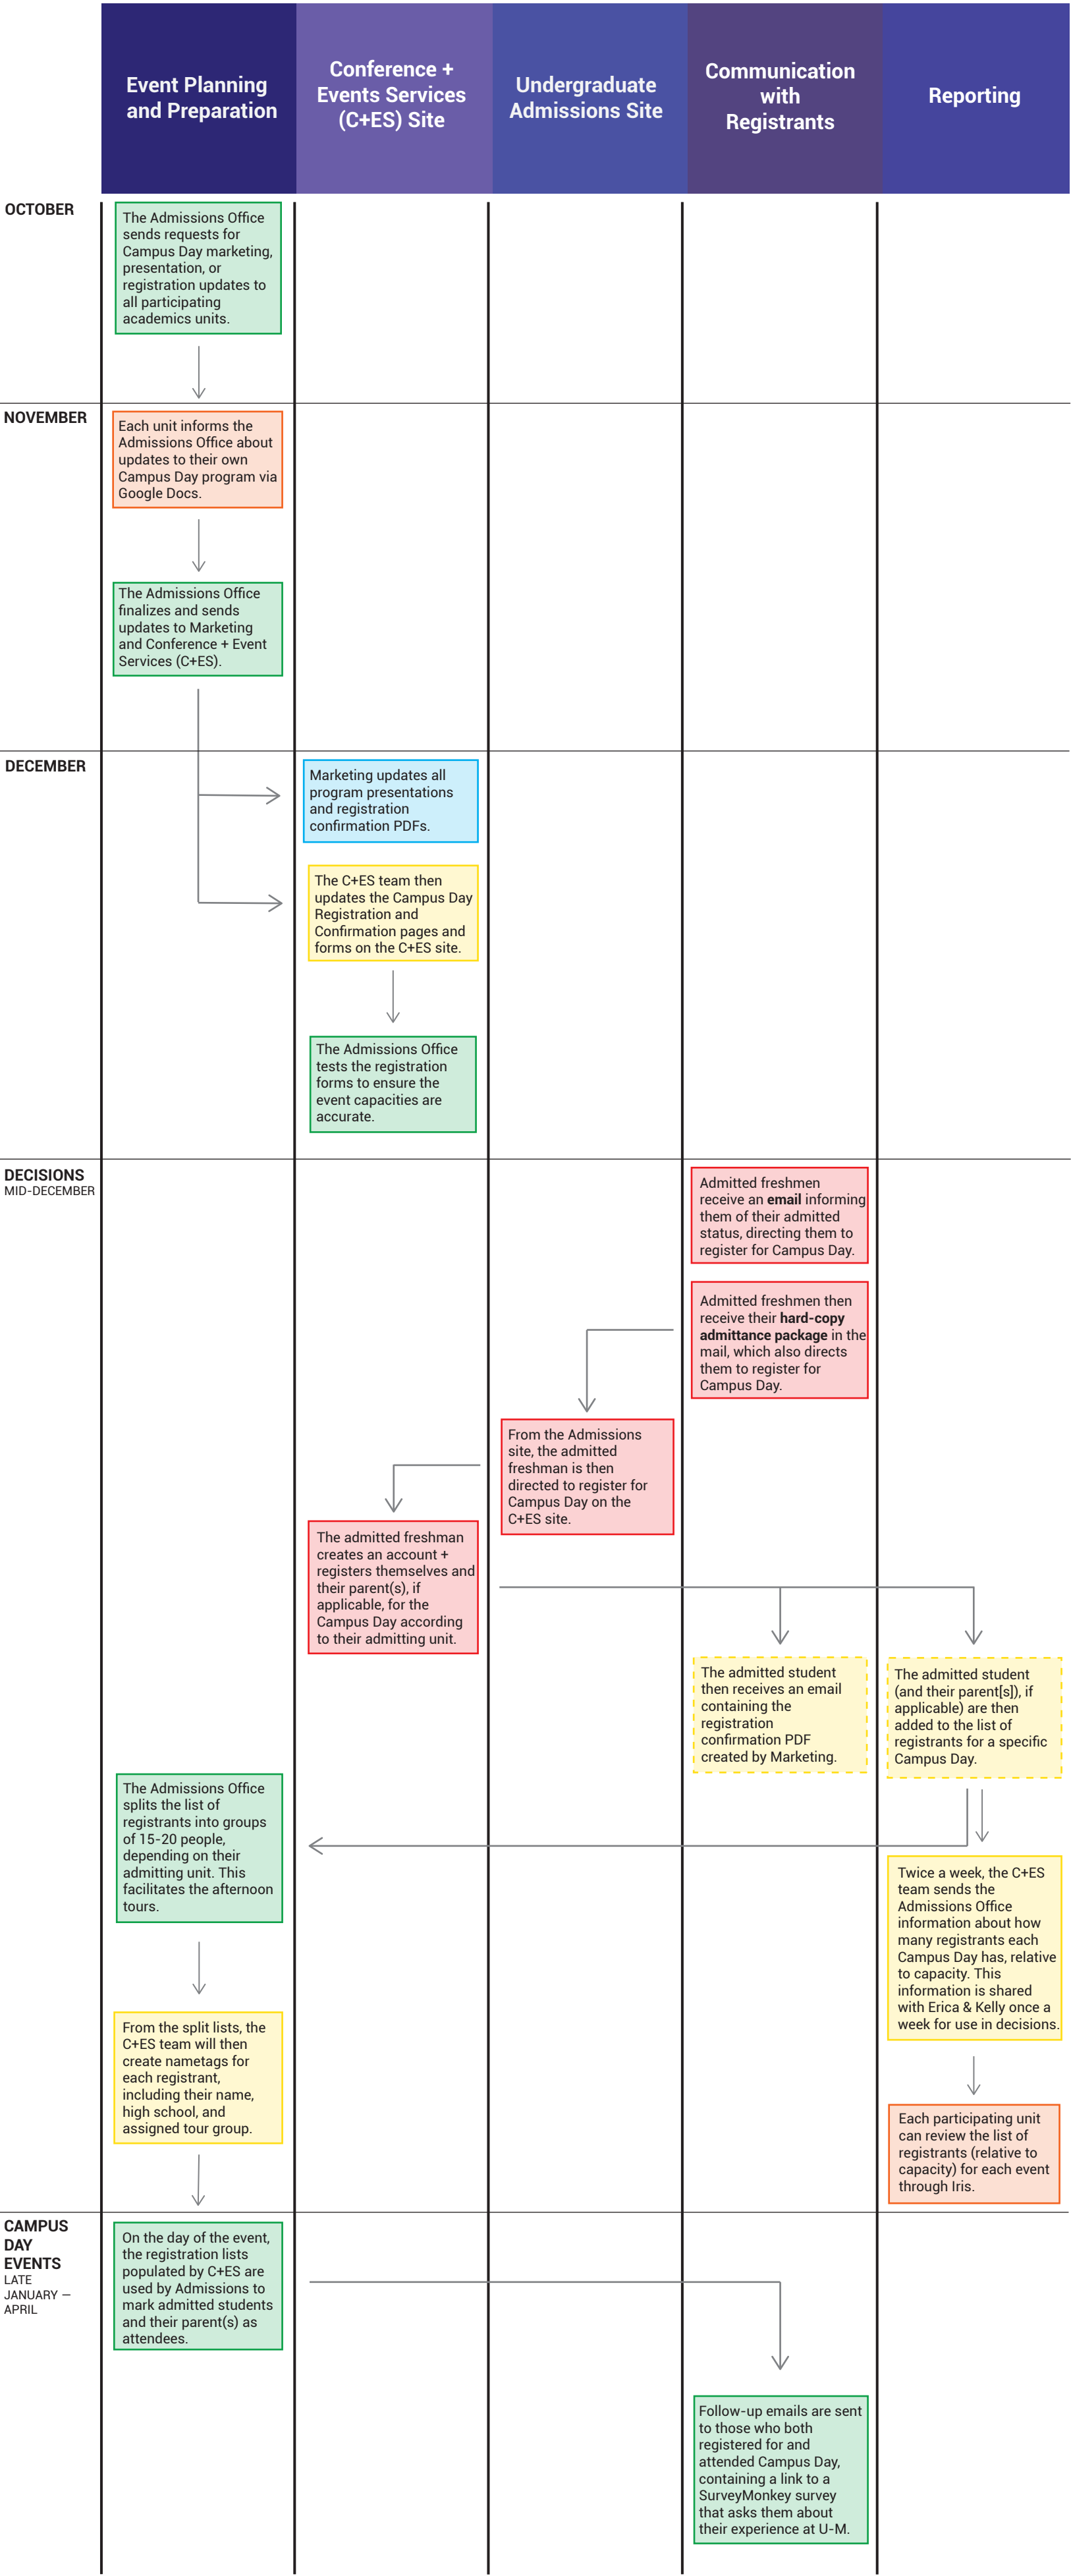 Event Planning
and Preparation
Conference +
Events Services
(C+ES) Site
Undergraduate
Admissions Site
Communication
with
Registrants
Reporting
OCTOBER
The Admissions Office
sends requests for
Campus Day marketing,
presentation, or
registration updates to
all participating
academics units.
NOVEMBER
Each unit informs the
Admissions Office about
updates to their own
Campus Day program via
Google Docs.
The Admissions Office
finalizes and sends
updates to Marketing
and Conference + Event
Services (C+ES).
DECEMBER
Marketing updates all
program presentations
and registration
confirmation PDFs.
The C+ES team then
updates the Campus Day
Registration and
Confirmation pages and
forms on the C+ES site.
The Admissions Office
tests the registration
forms to ensure the
event capacities are
accurate.
DECISIONS
MID-DECEMBER
Admitted freshmen
receive an email informing
them of their admitted
status, directing them to
register for Campus Day.
Admitted freshmen then
receive their hard-copy
admittance package in the
mail, which also directs
them to register for
Campus Day.
From the Admissions
site, the admitted
freshman is then
directed to register for
Campus Day on the
C+ES site.
The admitted freshman
creates an account +
registers themselves and
their parent(s), if
applicable, for the
Campus Day according
to their admitting unit.
The admitted student
then receives an email
containing the
registration
confirmation PDF
created by Marketing.
The admitted student
(and their parent[s]), if
applicable) are then
added to the list of
registrants for a specific
Campus Day.
The Admissions Office
splits the list of
registrants into groups
of 15-20 people,
depending on their
admitting unit. This
facilitates the afternoon
tours.
Twice a week, the C+ES
team sends the
Admissions Office
information about how
many registrants each
Campus Day has, relative
to capacity. This
information is shared
with Erica & Kelly once a
week for use in decisions.
From the split lists, the
C+ES team will then
create nametags for
each registrant,
including their name,
high school, and
assigned tour group.
Each participating unit
can review the list of
registrants (relative to
capacity) for each event
through Iris.
CAMPUS
DAY
EVENTS
LATE
JANUARY —
APRIL
On the day of the event,
the registration lists
populated by C+ES are
used by Admissions to
mark admitted students
and their parent(s) as
attendees.
Follow-up emails are sent
to those who both
registered for and
attended Campus Day,
containing a link to a
SurveyMonkey survey
that asks them about
their experience at U-M.